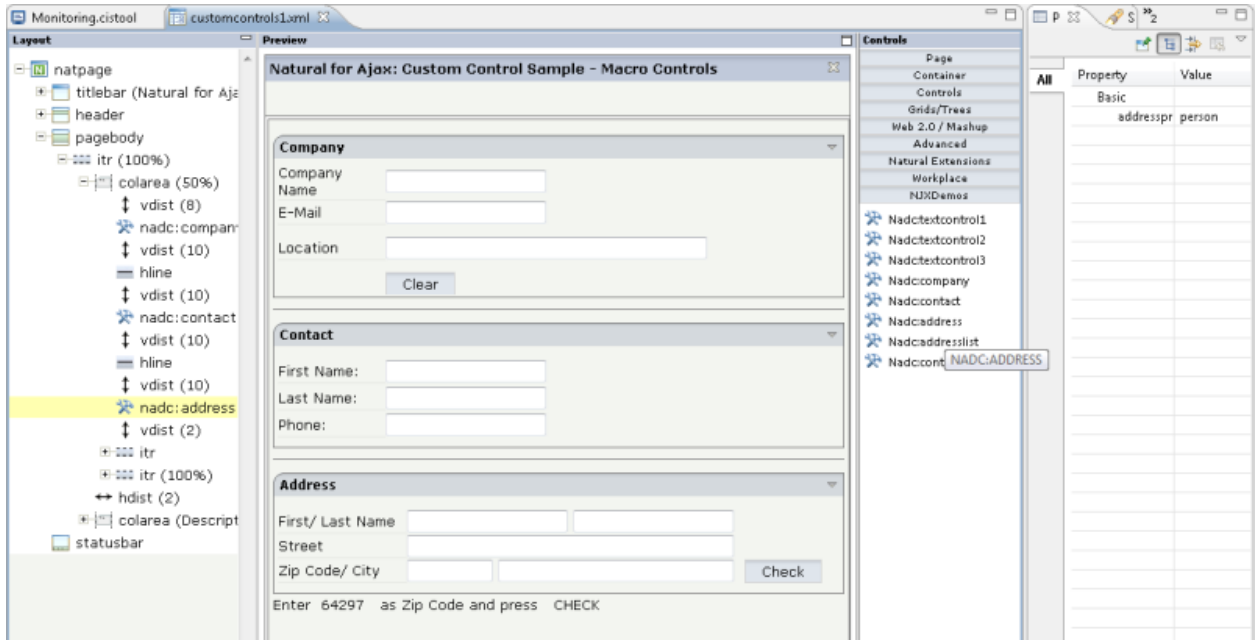 Monitoring.cistool
customcontrols1.xml
P
S
»2
Layout
Preview
Controls
natpage
titlebar (Natural for Aja
header
pagebody
itr (100%)
colarea (50%)
vdist (8)
nadc:compan
vdist (10)
hline
vdist (10)
nadc:contact
vdist (10)
hline
vdist (10)
nadc:address
vdist (2)
itr
itr (100%)
hdist (2)
colarea (Descript
statusbar
Natural for Ajax: Custom Control Sample - Macro Controls
Company
Company Name
E-Mail
Location
Clear
Contact
First Name:
Last Name:
Phone:
Address
First/ Last Name
Street
Zip Code/ City
Check
Enter 64297 as Zip Code and press CHECK
Page
Container
Controls
Grids/Trees
Web 2.0 / Mashup
Advanced
Natural Extensions
Workplace
NJXDemos
Nadc:textcontrol1
Nadc:textcontrol2
Nadc:textcontrol3
Nadc:company
Nadc:contact
Nadc:address
Nadc:addresslist
Nadc:cont
NADC:ADDRESS
All
Property Value
Basic
addresspr person